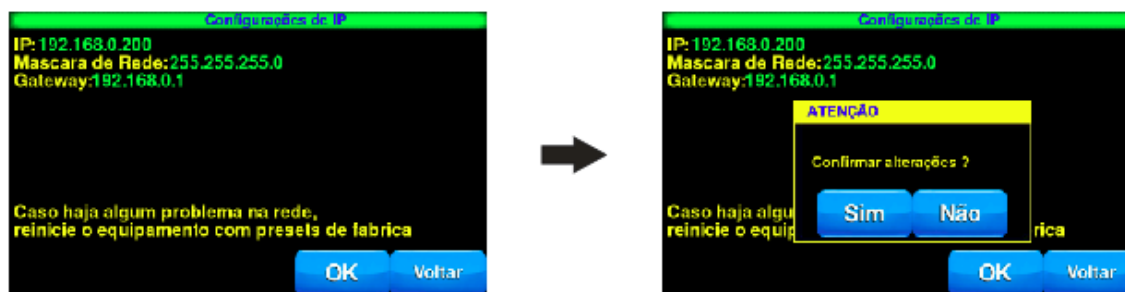 Configurações de IP
IP:192.168.0.200
Mascara de Rede:255.255.255.0
Gateway:192.168.0.1
Caso haja algum problema na rede,
reinicie o equipamento com presets de fabrica
OK
Voltar
Configurações de IP
IP:192.168.0.200
Mascara de Rede:255.255.255.0
Gateway:192.168.0.1
ATENÇÃO
Confirmar alterações ?
Sim
Não
Caso haja algu
reinicie o equip rica
OK
Voltar